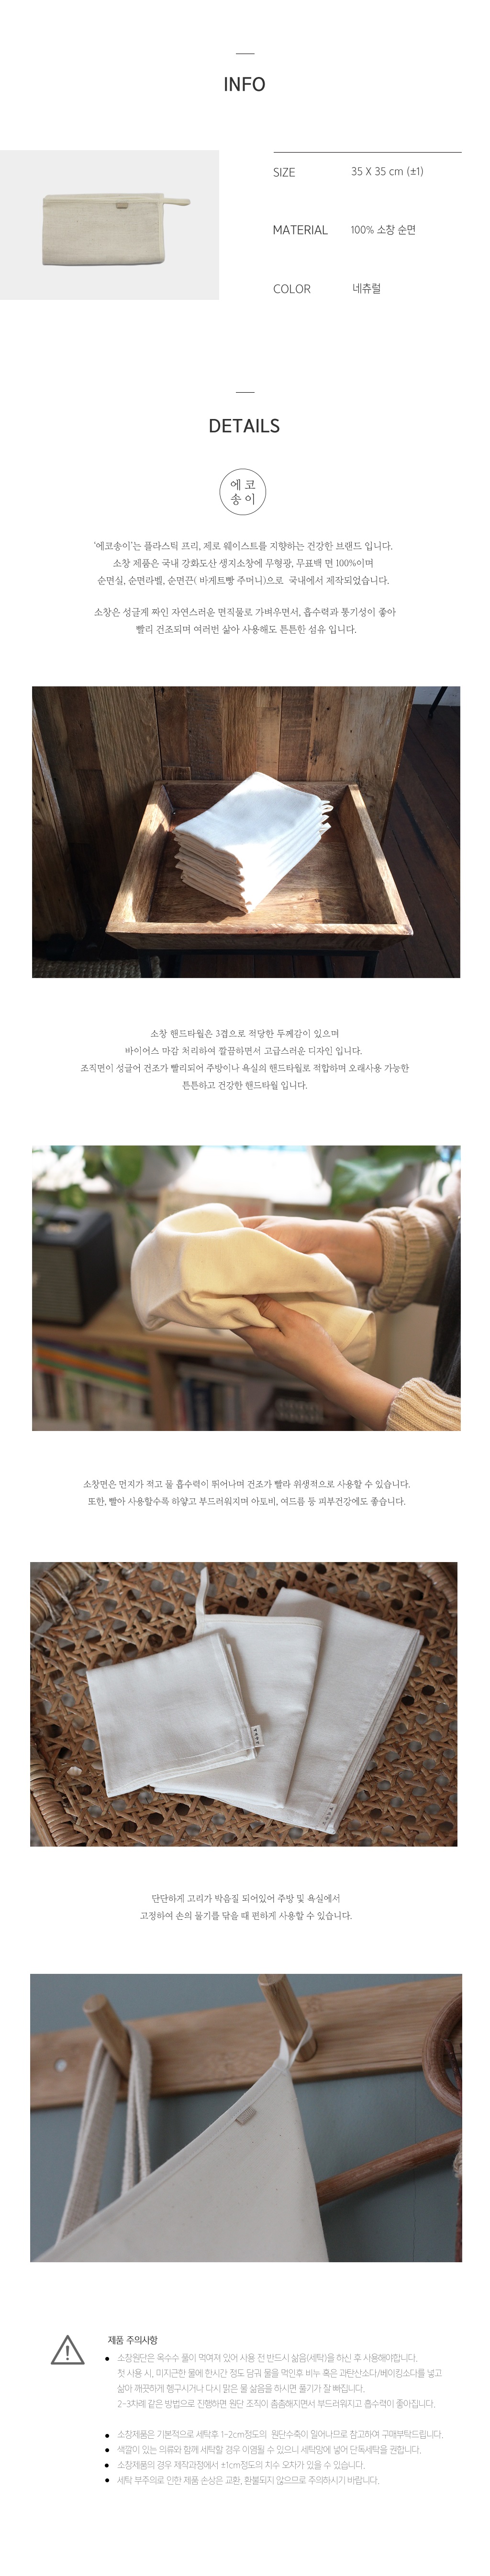 INFO
SIZE 35 X 35 cm (±1)
MATERIAL 100% 소창 순면
COLOR 네츄럴
DETAILS
에 코
송 이
'에코송이'는 플라스틱 프리, 제로 웨이스트를 지향하는 건강한 브랜드 입니다.
소창 제품은 국내 강화도산 생지소창에 무형광, 무표백 면 100%이며
순면실, 순면라벨, 순면끈( 바게트빵 주머니)으로 국내에서 제작되었습니다.
소창은 성글게 짜인 자연스러운 면직물로 가벼우면서, 흡수력과 통기성이 좋아
빨리 건조되며 여러번 삶아 사용해도 튼튼한 섬유 입니다.
소창 핸드타월은 3겹으로 적당한 두께감이 있으며
바이어스 마감 처리하여 깔끔하면서 고급스러운 디자인 입니다.
조직면이 성글어 건조가 빨리되어 주방이나 욕실의 핸드타월로 적합하며 오래사용 가능한
튼튼하고 건강한 핸드타월 입니다.
소창면은 먼지가 적고 물 흡수력이 뛰어나며 건조가 빨라 위생적으로 사용할 수 있습니다.
또한, 빨아 사용할수록 하얗고 부드러워지며 아토비, 여드름 등 피부건강에도 좋습니다.
단단하게 고리가 박음질 되어있어 주방 및 욕실에서
고정하여 손의 물기를 닦을 때 편하게 사용할 수 있습니다.
제품 주의사항
● 소창원단은 옥수수 풀이 먹여져 있어 사용 전 반드시 삶음(세탁)을 하신 후 사용해야합니다.
첫 사용 시, 미지근한 물에 한시간 정도 담궈 물을 먹인후 비누 혹은 과탄산소다/베이킹소다를 넣고
삶아 깨끗하게 헹구시거나 다시 맑은 물 삶음을 하시면 풀기가 잘 빠집니다.
2~3차례 같은 방법으로 진행하면 원단 조직이 촘촘해지면서 부드러워지고 흡수력이 좋아집니다.
● 소창제품은 기본적으로 세탁후 1~2cm정도의 원단수축이 일어나므로 참고하여 구매부탁드립니다.
● 색깔이 있는 의류와 함께 세탁할 경우 이염될 수 있으니 세탁망에 넣어 단독세탁을 권합니다.
● 소창제품의 경우 제작과정에서 ±1cm정도의 치수 오차가 있을 수 있습니다.
● 세탁 부주의로 인한 제품 손상은 교환, 환불되지 않으므로 주의하시기 바랍니다.